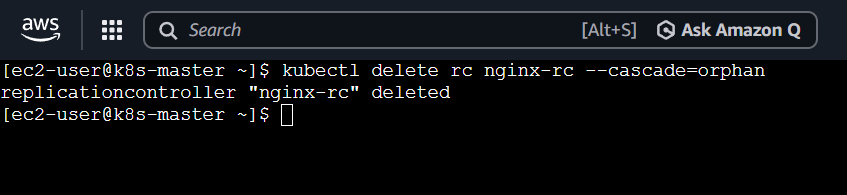 aws
Search [Alt+S] Ask Amazon Q
[ec2-user@k8s-master ~]$ kubectl delete rc nginx-rc --cascade=orphan
replicationcontroller "nginx-rc" deleted
[ec2-user@k8s-master ~]$